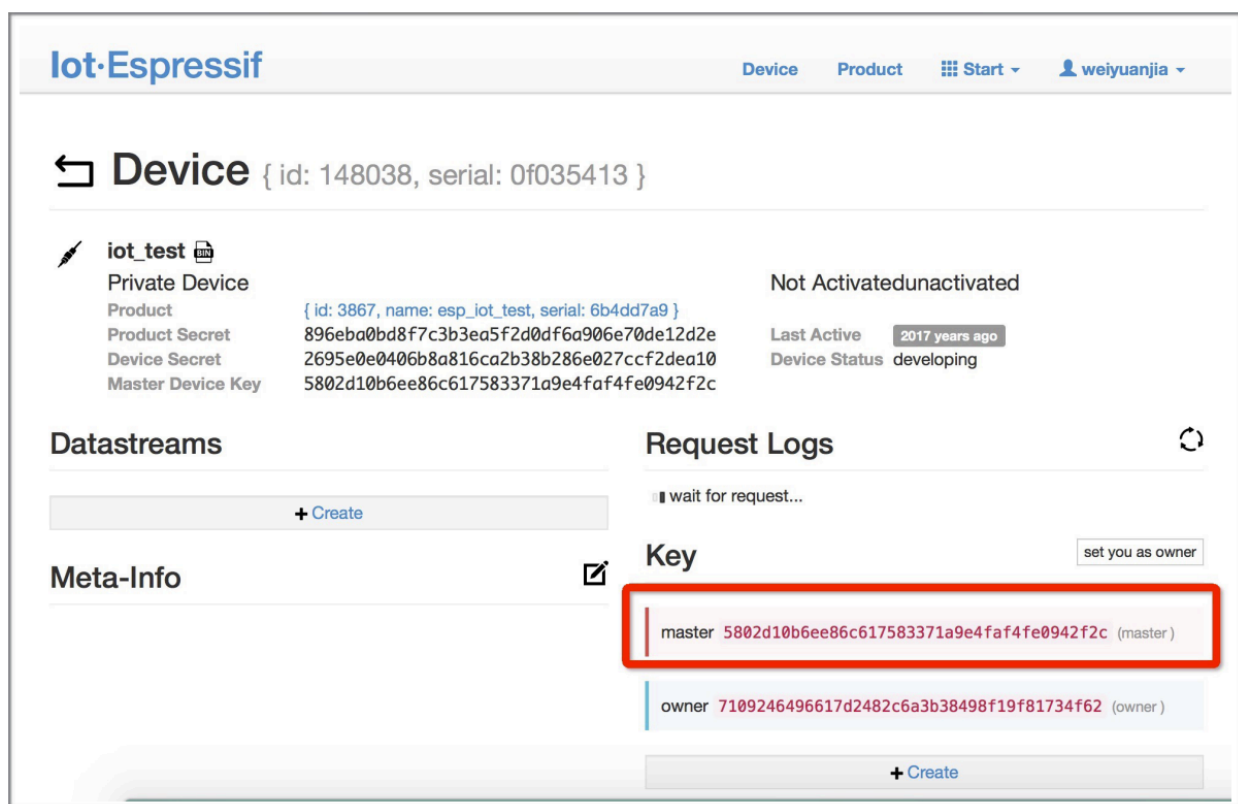 Iot·Espressif
Device Product Start weiyuanjia
Device { id: 148038, serial: 0f035413 }
iot_test BIN
Private Device
Product { id: 3867, name: esp_iot_test, serial: 6b4dd7a9 }
Product Secret 896eba0bd8f7c3b3ea5f2d0df6a906e70de12d2e
Device Secret 2695e0e0406b8a816ca2b38b286e027ccf2dea10
Master Device Key 5802d10b6ee86c617583371a9e4faf4fe0942f2c
Not Activatedunactivated
Last Active 2017 years ago
Device Status developing
Datastreams
+ Create
Meta-Info
Request Logs
wait for request...
Key
set you as owner
master 5802d10b6ee86c617583371a9e4faf4fe0942f2c (master)
owner 7109246496617d2482c6a3b38498f19f81734f62 (owner)
+ Create